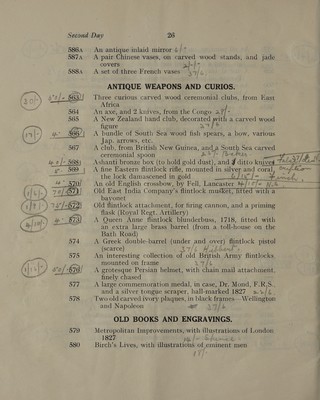 Second Day 26
586A An antique inlaid mirror
587A A pair Chinese vases, on carved wood stands, and jade
covers
588A A set of three French vases
ANTIQUE WEAPONS AND CURIOS.
563 Three curious carved wood ceremonial clubs, from East
Africa
564 An axe, and 2 knives, from the Congo
565 A New Zealand hand club, decorated with a carved wood
figure
566 A bundle of South Sea wood fish spears, a bow, various
Jap. arrows, etc.
567 A club, from British New Guinea, and a South Sea carved
ceremonial spoon
568 Ashanti bronze box (to hold gold dust) and 3 ditto knives
569 A fine Eastern flintlock rifle, mounted in silver and coral,
the lock damascened in gold
570 An old English crossbow, by Fell, Lancaster
571 Old East India Company's flintlock musket, fitted with a
bayonet
572 Old flintlock attachment, for firing cannon, and a priming
flask (Royal Regt. Artillery)
573 A Queen Anne flintlock blunderbuss, 1718, fitted with
an extra large brass barrel (from a toll-house on the
Bath Road)
574 A Greek double-barrel (under and over) flintlock pistol
(scarce)
575 An interesting collection of old British Army flintlocks
mounted on frame
27/6
576 A grotesque Persian helmet, with chain mail attachment,
finely chased
577 A large commemoration medal, in case, Dr. Mond, F.R.S.
and a silver tongue scraper, hall-marked 1827
578 Two old carved ivory plaques, in black frames—Wellington
and Napoleon 27/6
OLD BOOKS AND ENGRAVINGS.
579 Metropolitan Improvements, with illustrations of London
1827
580 Birch's Lives, with illustrations of eminent men